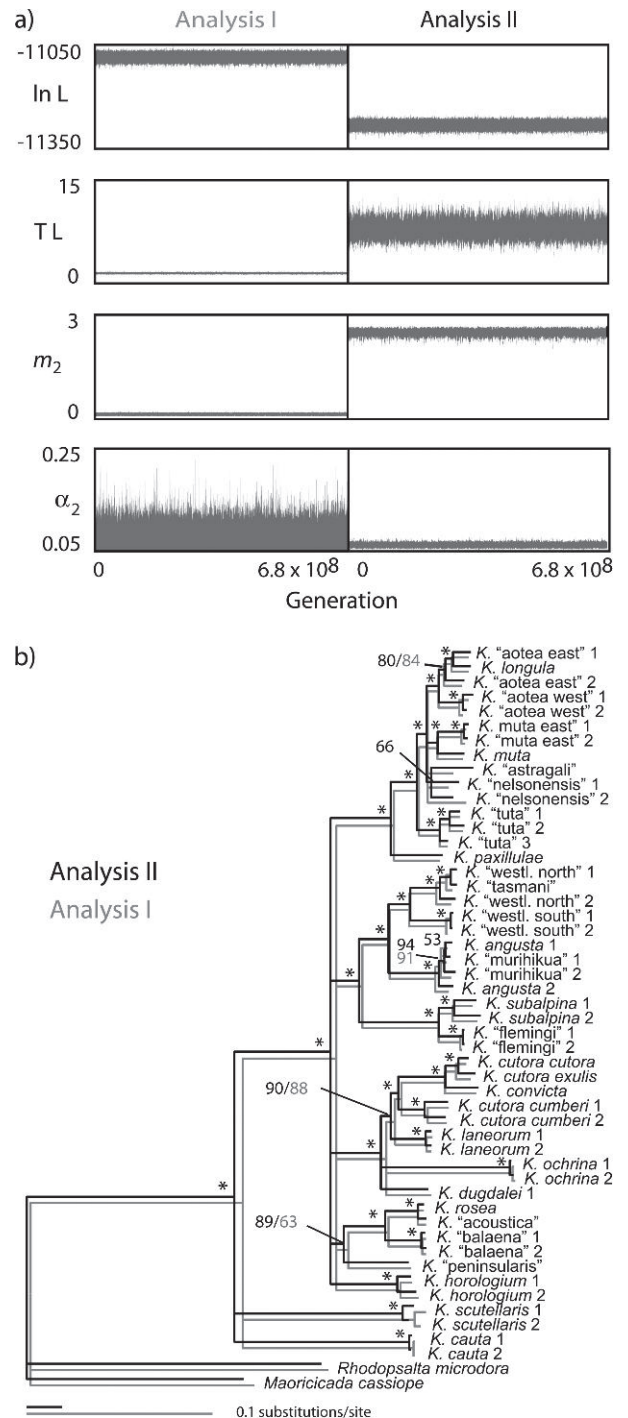 a)
Analysis I
Analysis II
-11050
ln L
-11350
15
T L
0
3
m2
0
0.25
α2
0.05
0
6.8 x 10^8
0
6.8 x 10^8
Generation
b)
80/84
66
94
91
53
90/88
89/63
Analysis II
Analysis I
* K. "aotea east" 1
K. longula
K. "aotea east" 2
* K. "aotea west" 1
K. "aotea west" 2
K. muta east" 1
K. "muta east" 2
K. muta
K. "astragali"
K. "nelsonensis" 1
K. "nelsonensis" 2
K. "tuta" 1
K. "tuta" 2
K. "tuta" 3
K. paxillulae
K. "westl. north" 1
K. "tasmani"
K. "westl. north" 2
K. "westl. south" 1
K. "westl. south" 2
K. angusta 1
K. "murihikua" 1
K. "murihikua" 2
K. angusta 2
K. subalpina 1
K. subalpina 2
K. "flemingi" 1
K. "flemingi" 2
K. cutora cutora
K. cutora exulis
K. convicta
K. cutora cumberi 1
K. cutora cumberi 2
K. laneorum 1
K. laneorum 2
K. ochrina 1
K. ochrina 2
K. dugdalei 1
K. rosea
K. "acoustica"
K. "balaena" 1
K. "balaena" 2
K. "peninsularis"
K. horologium 1
K. horologium 2
K. scutellaris 1
K. scutellaris 2
K. cauta 1
K. cauta 2
Rhodopsalta microdora
Maoricicada cassiope
0.1 substitutions/site